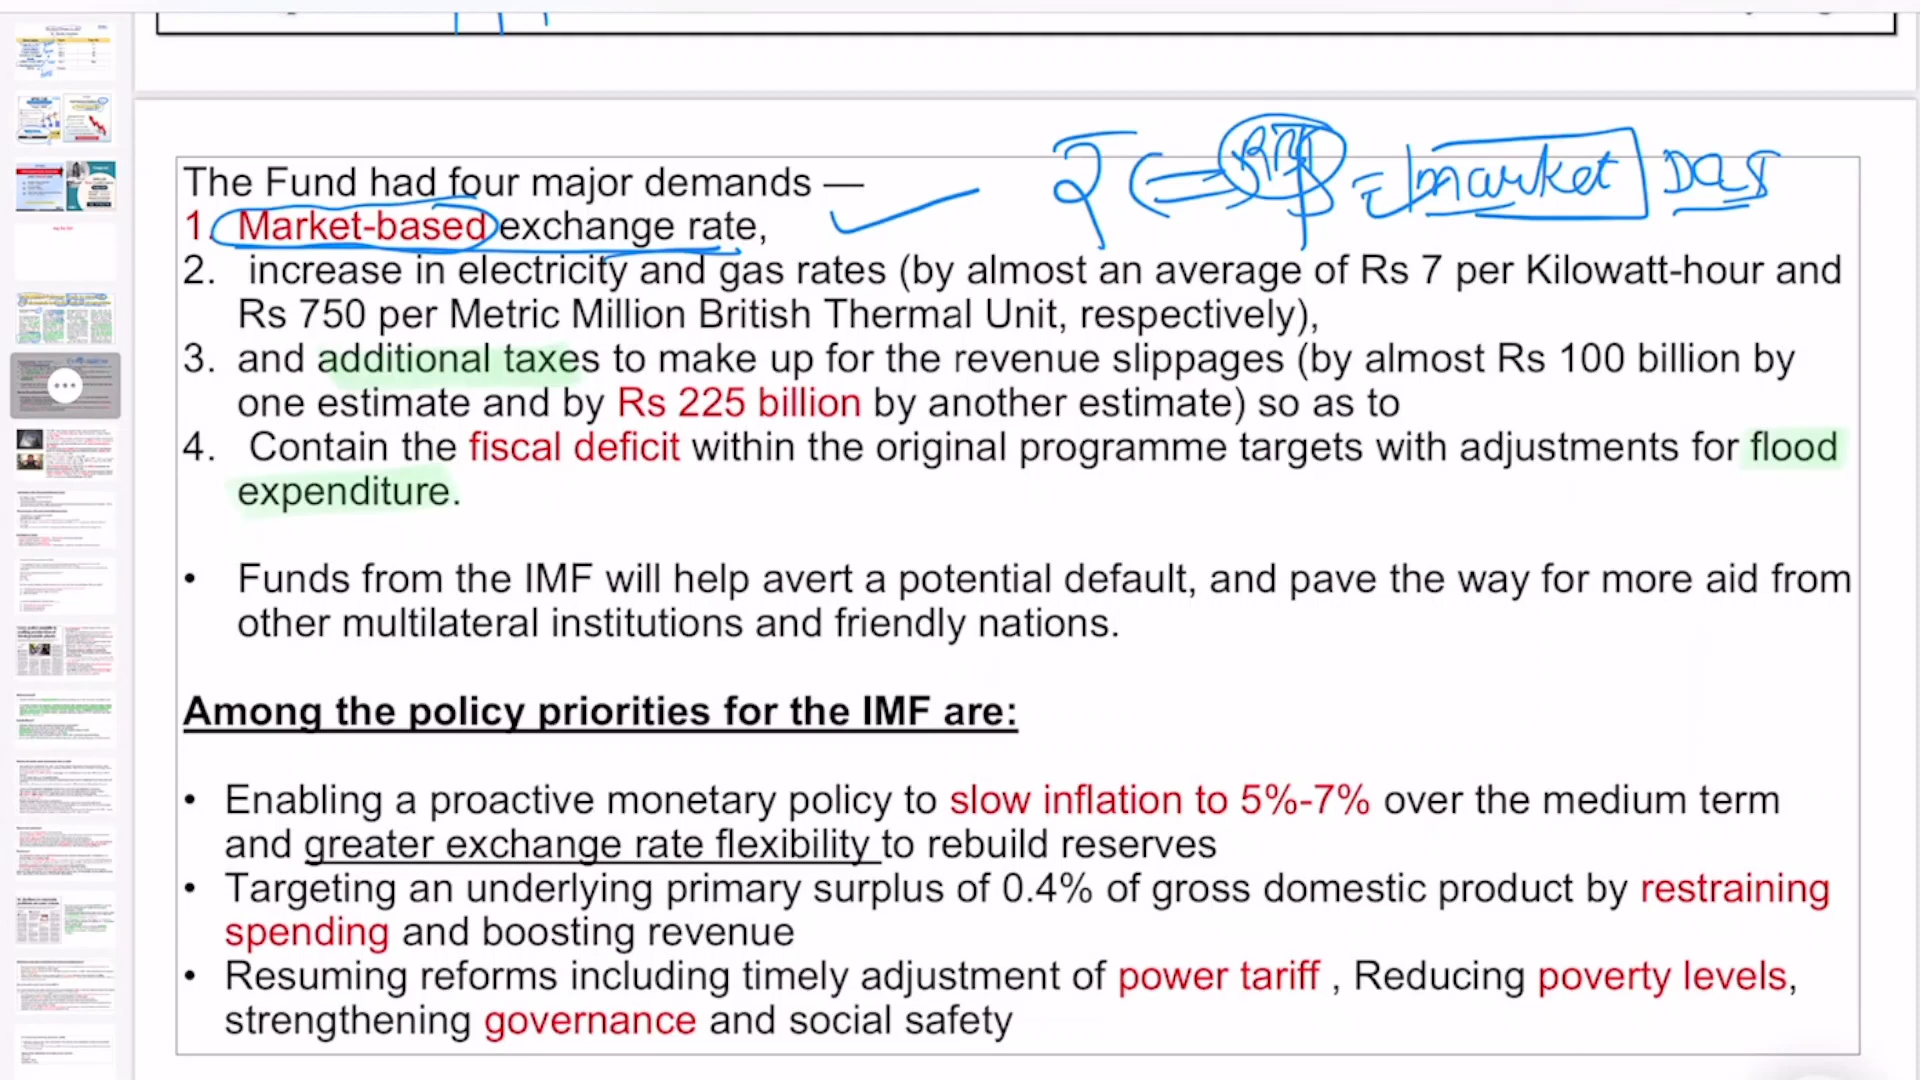 The Fund had four major demands —
1. Market-based exchange rate,
2. increase in electricity and gas rates (by almost an average of Rs 7 per Kilowatt-hour and
Rs 750 per Metric Million British Thermal Unit, respectively),
3. and additional taxes to make up for the revenue slippages (by almost Rs 100 billion by
one estimate and by Rs 225 billion by another estimate) so as to
4. Contain the fiscal deficit within the original programme targets with adjustments for flood
expenditure.
• Funds from the IMF will help avert a potential default, and pave the way for more aid from
other multilateral institutions and friendly nations.
Among the policy priorities for the IMF are:
• Enabling a proactive monetary policy to slow inflation to 5%-7% over the medium term
and greater exchange rate flexibility to rebuild reserves
• Targeting an underlying primary surplus of 0.4% of gross domestic product by restraining
spending and boosting revenue
• Resuming reforms including timely adjustment of power tariff , Reducing poverty levels,
strengthening governance and social safety
market